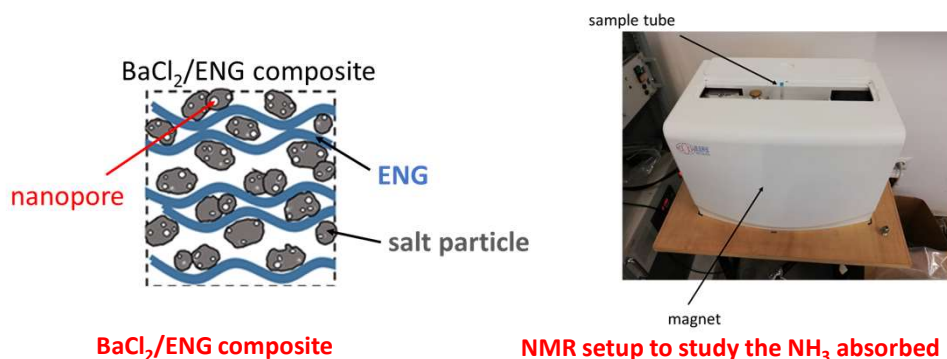 sample tube
BaCl₂/ENG composite
nanopore
ENG
salt particle
magnet
BaCl₂/ENG composite
NMR setup to study the NH₃ absorbed